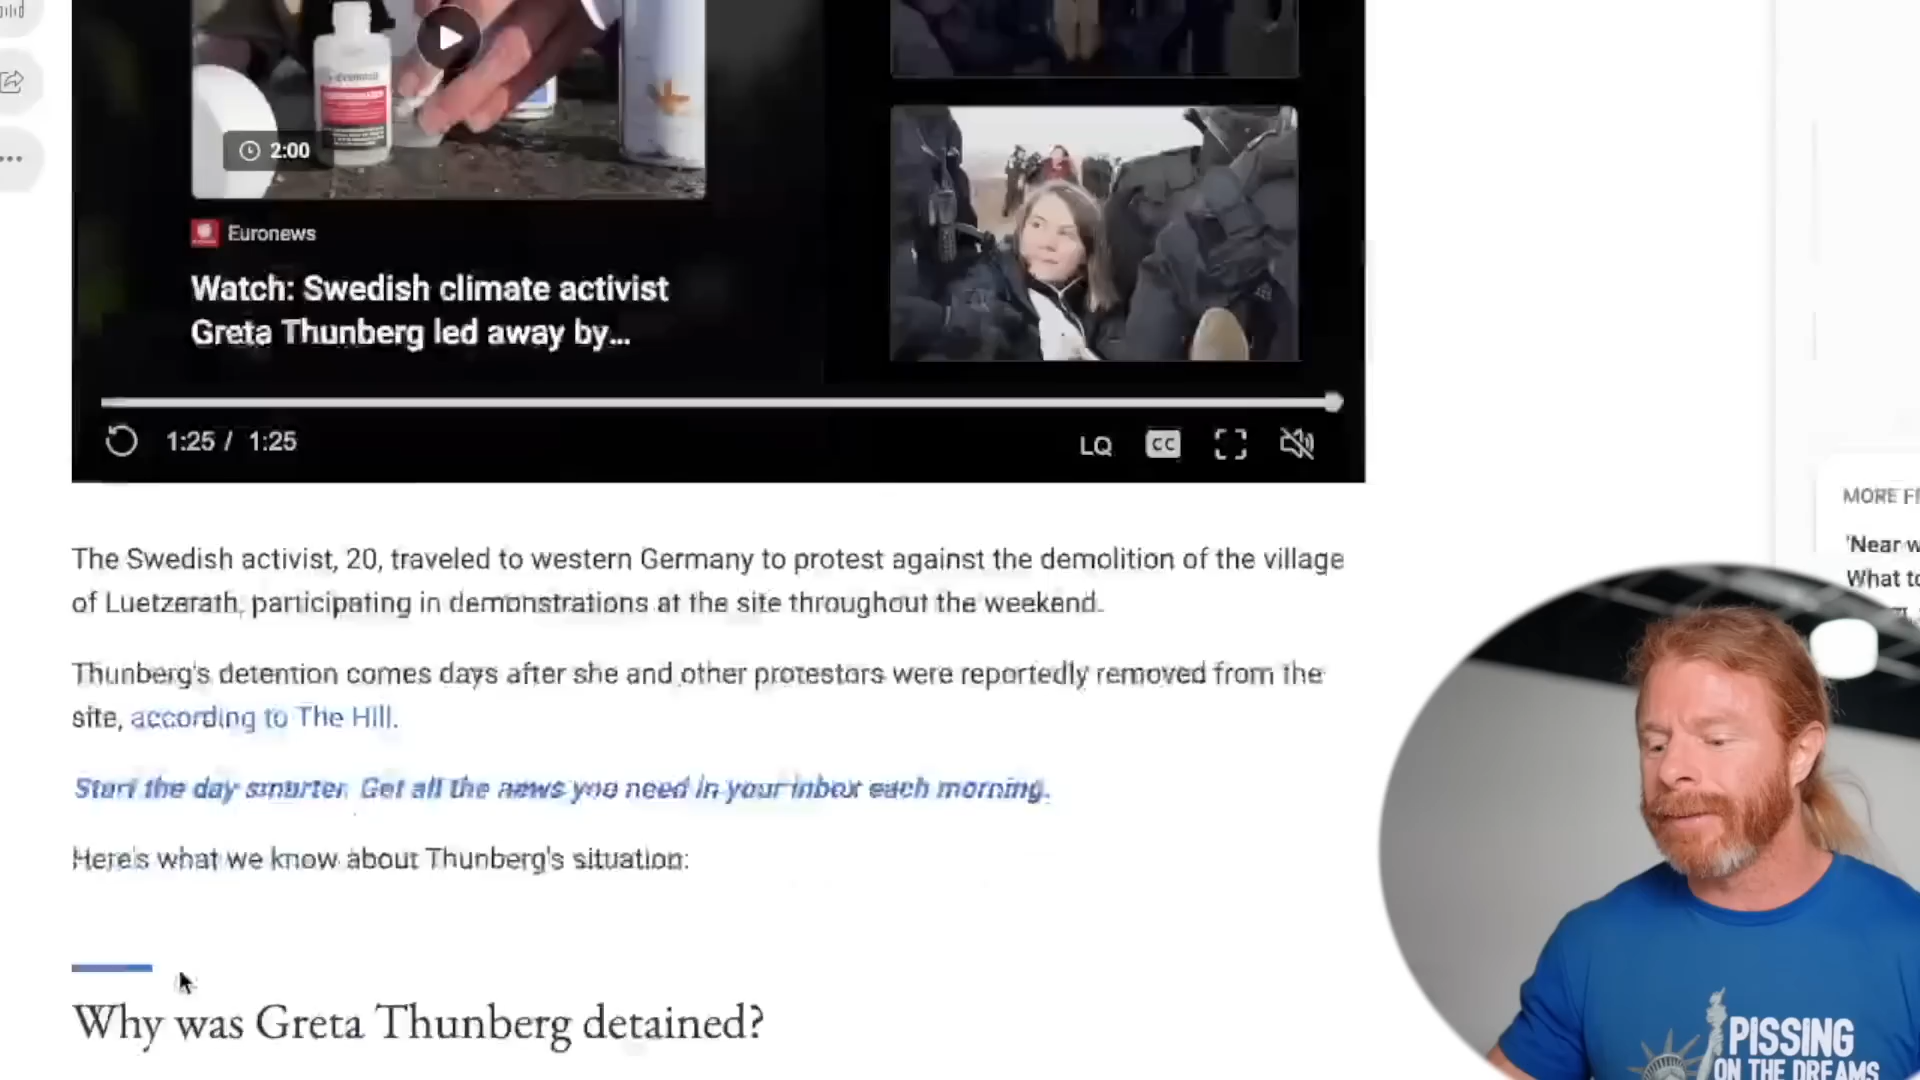 2:00
Euronews
Watch: Swedish climate activist
Greta Thunberg led away by...
1:25 / 1:25
LQ
CC
The Swedish activist, 20, traveled to western Germany to protest against the demolition of the village
of Luetzerath, participating in demonstrations at the site throughout the weekend.
Thunberg's detention comes days after she and other protestors were reportedly removed from the
site, according to The Hill.
Start the day smarter. Get all the news you need in your inbox each morning.
Here's what we know about Thunberg's situation:
Why was Greta Thunberg detained?
MORE
'Near
What to
PISSING
ON THE DREAMS